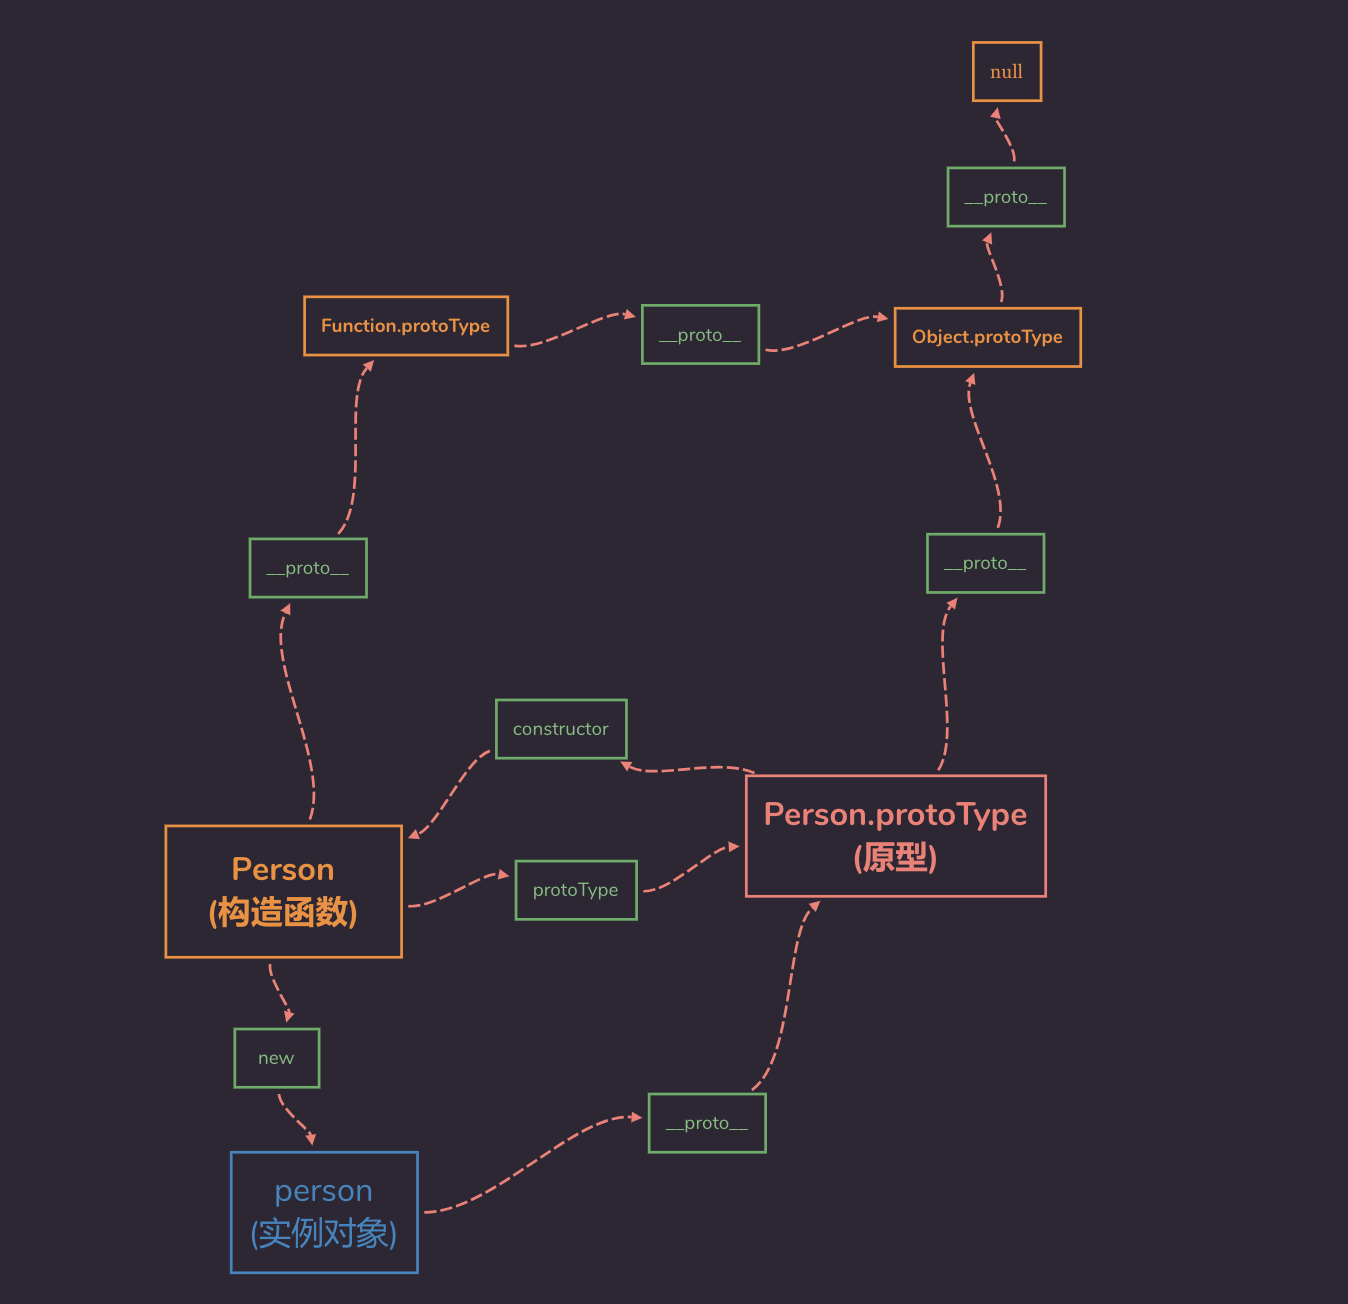 null
__proto__
Function.protoType
__proto__
Object.protoType
__proto__
__proto__
constructor
Person.protoType
(原型)
Person
(构造函数)
protoType
new
__proto__
person
(实例对象)